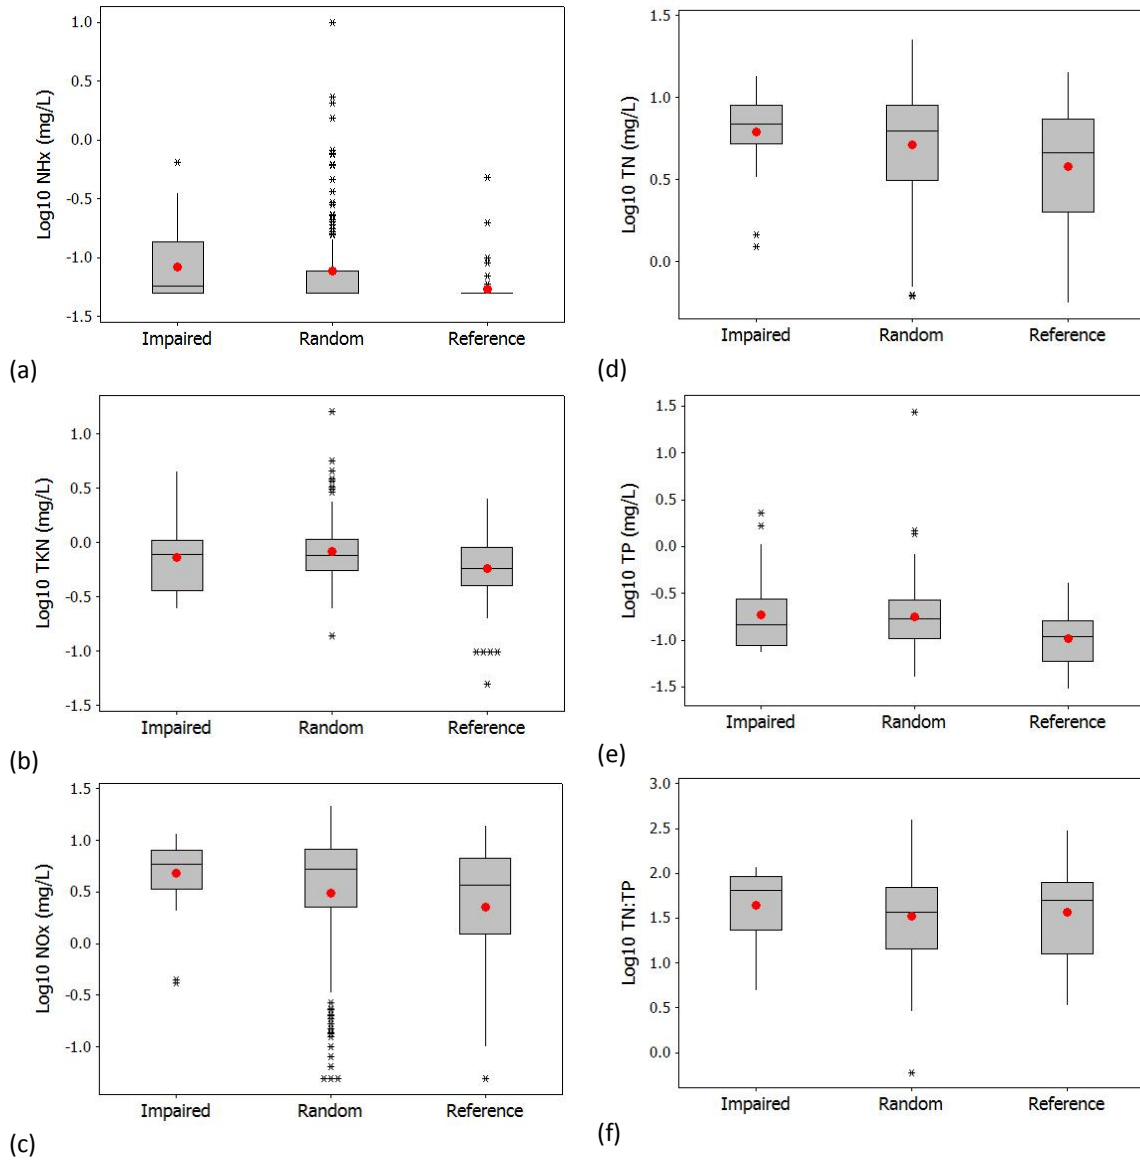 Log10 NHx (mg/L)
1.0
0.5
0.0
-0.5
-1.0
-1.5
Impaired Random Reference
(a)
Log10 TN (mg/L)
1.5
1.0
0.5
0.0
Impaired Random Reference
(d)
Log10 TKN (mg/L)
1.0
0.5
0.0
-0.5
-1.0
-1.5
Impaired Random Reference
(b)
Log10 TP (mg/L)
1.5
1.0
0.5
0.0
-0.5
-1.0
-1.5
Impaired Random Reference
(e)
Log10 NOx (mg/L)
1.5
1.0
0.5
0.0
-0.5
-1.0
Impaired Random Reference
(c)
Log10 TN:TP
3.0
2.5
2.0
1.5
1.0
0.5
0.0
Impaired Random Reference
(f)